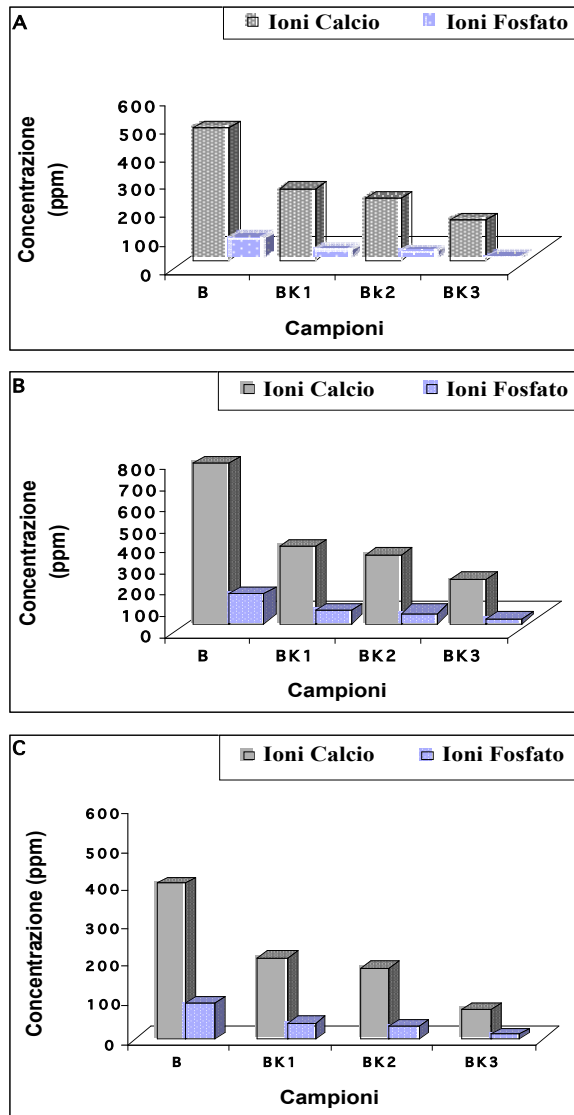 A
Ioni Calcio Ioni Fosfato
600
500
400
300
200
100
0
Concentrazione
(ppm)
B BK1 Bk2 BK3
Campioni
B
Ioni Calcio Ioni Fosfato
800
700
600
500
400
300
200
100
0
Concentrazione
(ppm)
B BK1 BK2 BK3
Campioni
C
Ioni Calcio Ioni Fosfato
600
500
400
300
200
100
0
Concentrazione (ppm)
B BK1 BK2 BK3
Campioni